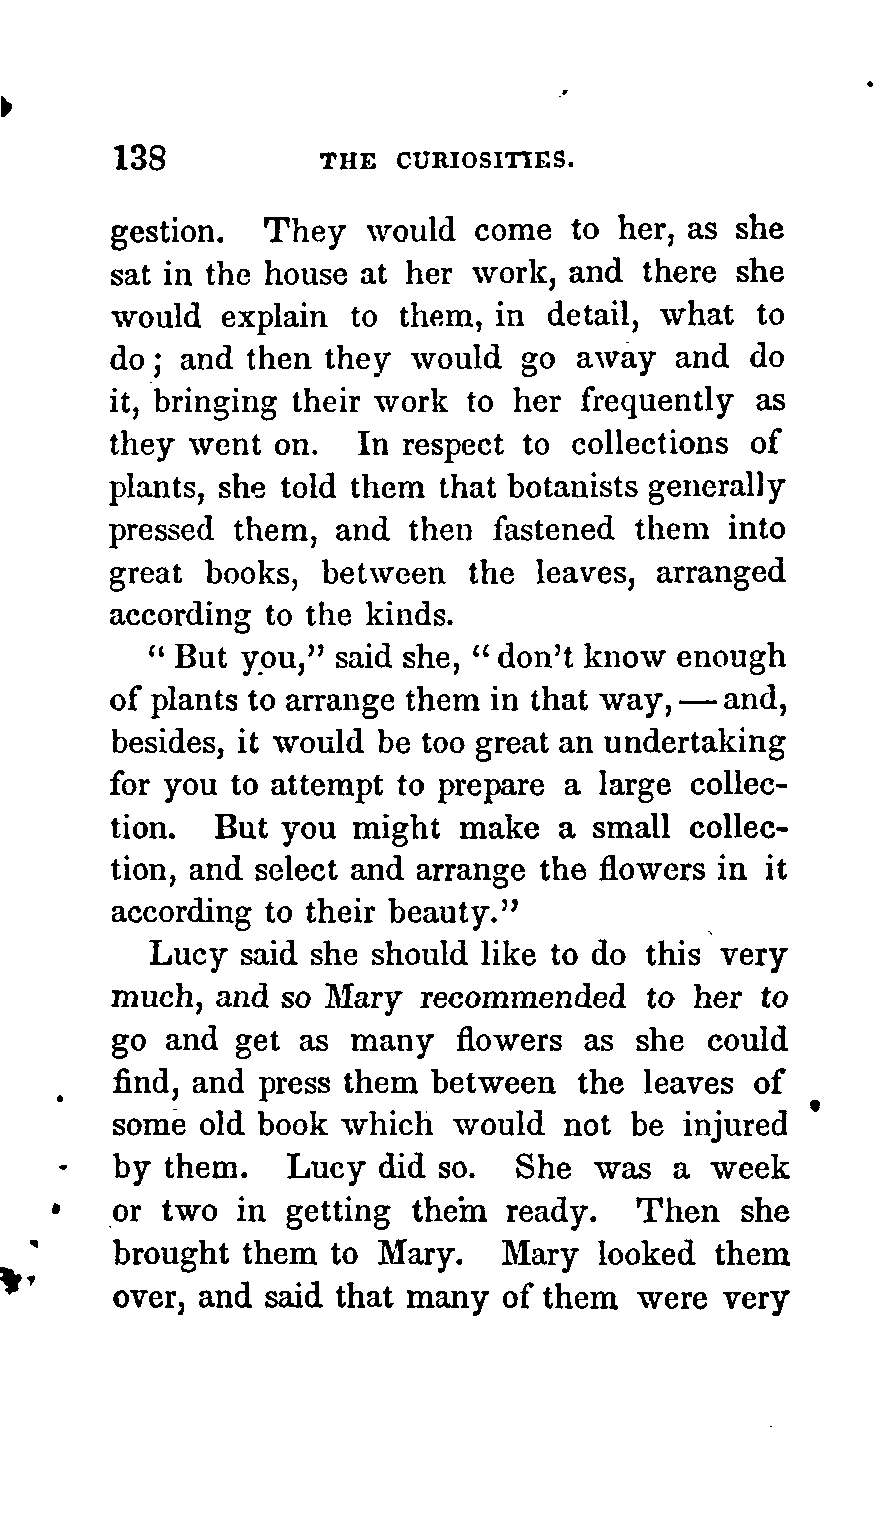 138 THE CURIOSITIES.
gestion. They would come to her, as she
sat in the house at her work, and there she
would explain to them, in detail, what to
do; and then they would go away and do
it, bringing their work to her frequently as
they went on. In respect to collections of
plants, she told them that botanists generally
pressed them, and then fastened them into
great books, between the leaves, arranged
according to the kinds.
“But you,” said she, “don’t know enough
of plants to arrange them in that way,—and,
besides, it would be too great an undertaking
for you to attempt to prepare a large collec-
tion. But you might make a small collec-
tion, and select and arrange the flowers in it
according to their beauty.”
Lucy said she should like to do this very
much, and so Mary recommended to her to
go and get as many flowers as she could
find, and press them between the leaves of
some old book which would not be injured
by them. Lucy did so. She was a week
or two in getting them ready. Then she
brought them to Mary. Mary looked them
over, and said that many of them were very